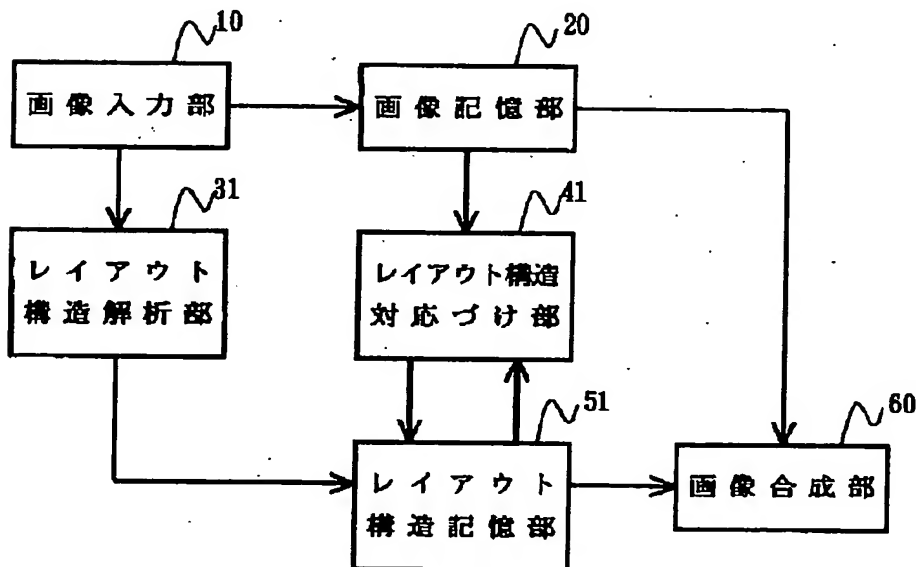 10
画像入力部
20
画像記憶部
31
レイアウト
構造解析部
41
レイアウト構造
対応づけ部
51
レイアウト
構造記憶部
60
画像合成部